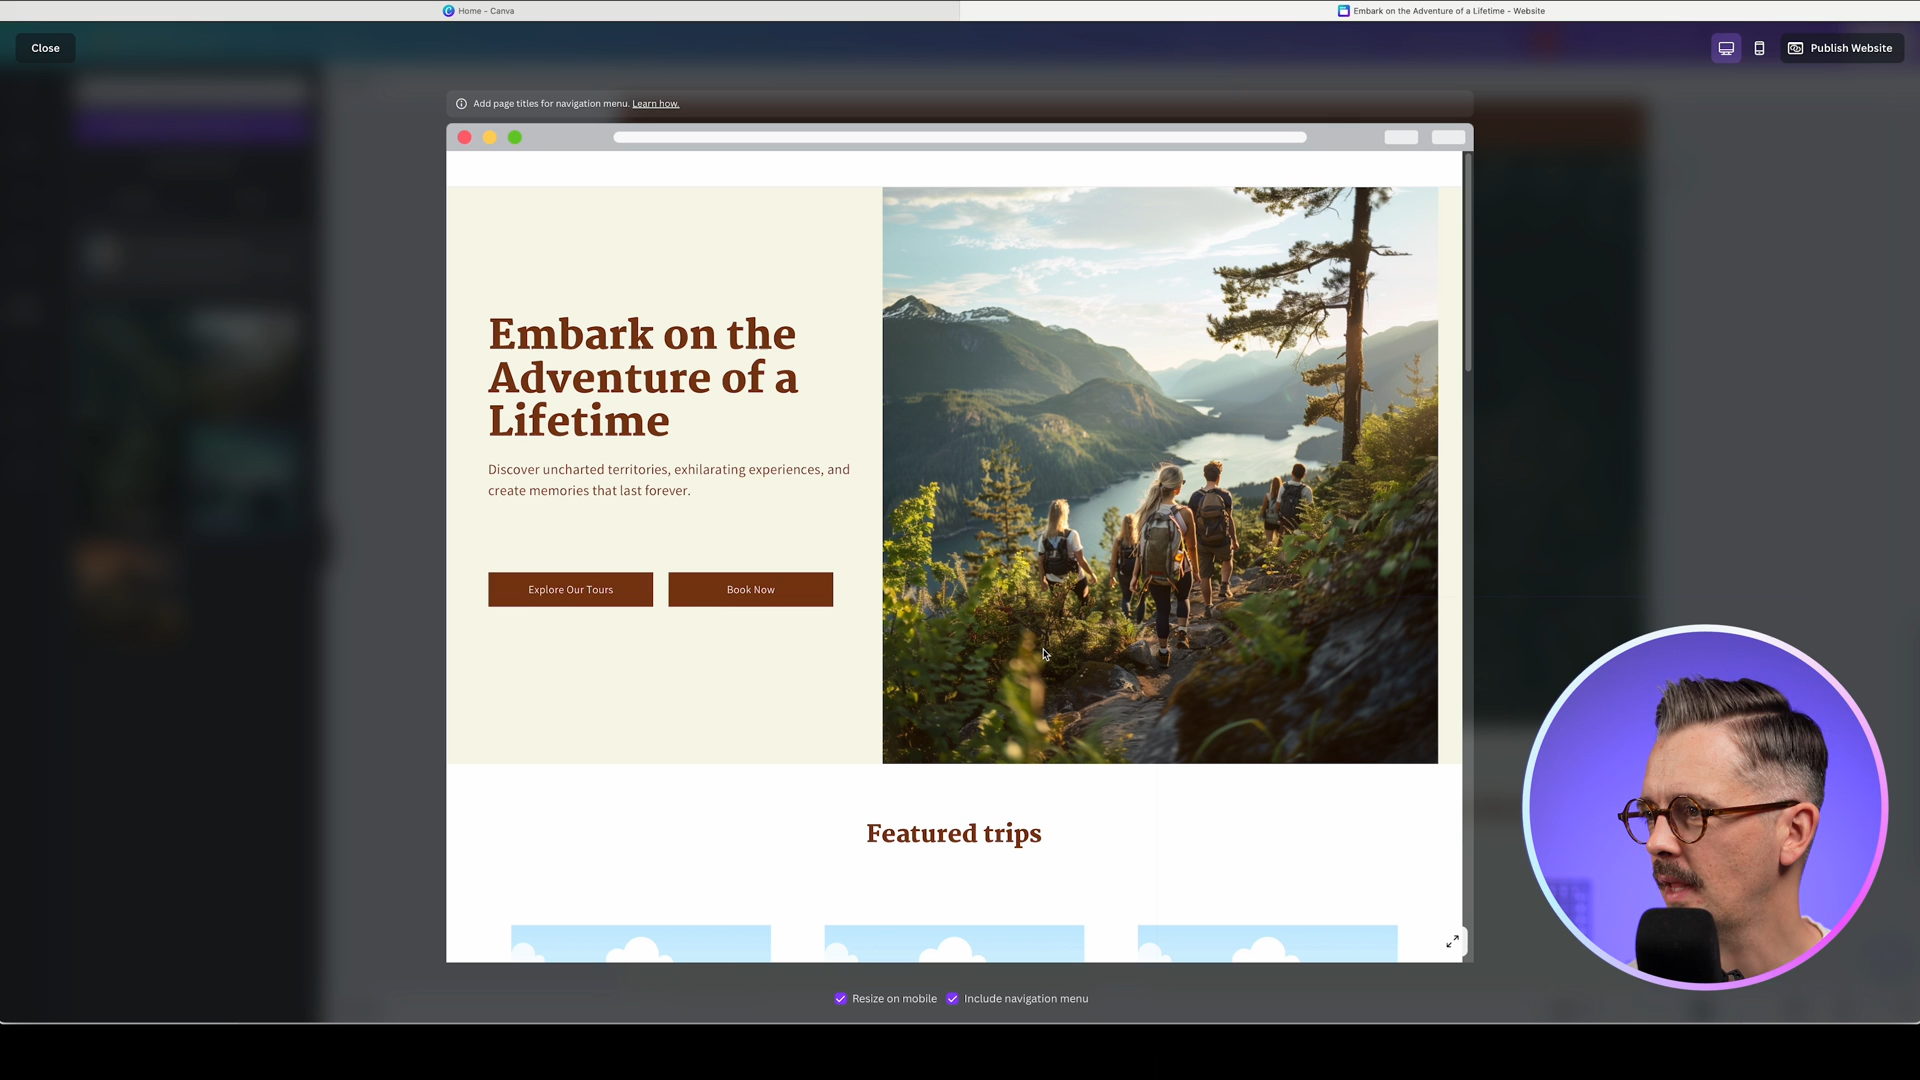 Home - Canva
Embark on the Adventure of a Lifetime - Website
Close
Publish Website
Add page titles for navigation menu. Learn how.
Embark on the
Adventure of a
Lifetime
Discover uncharted territories, exhilarating experiences, and
create memories that last forever.
Explore Our Tours
Book Now
Featured trips
Resize on mobile
Include navigation menu